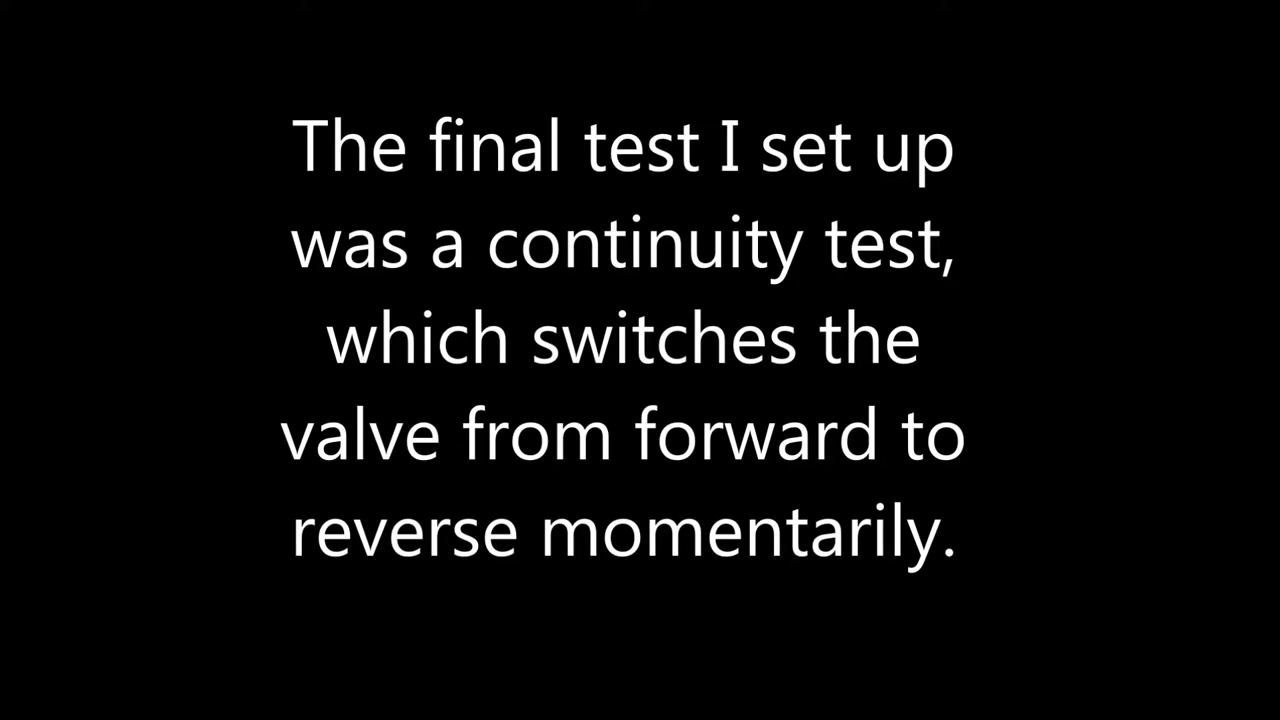 The final test I set up
was a continuity test,
which switches the
valve from forward to
reverse momentarily.